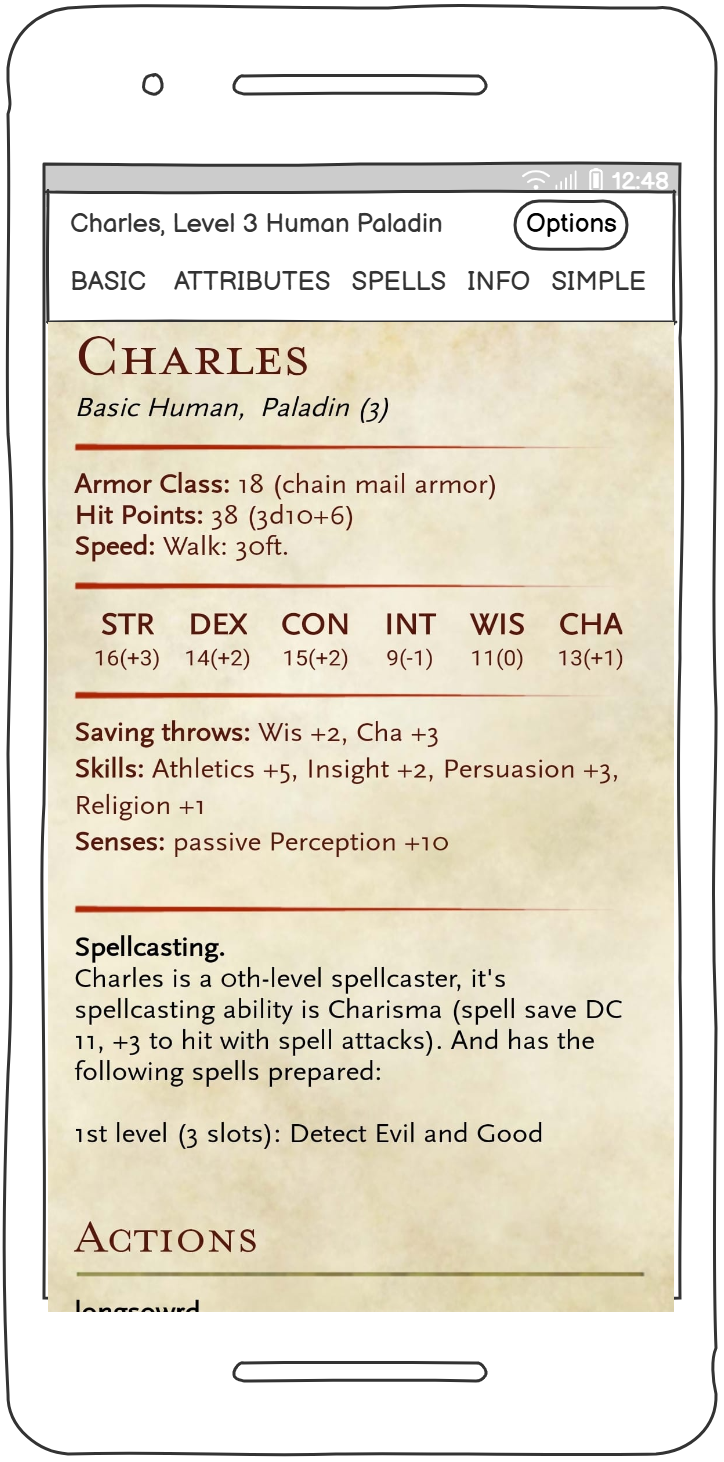 12:48
Charles, Level 3 Human Paladin Options
BASIC ATTRIBUTES SPELLS INFO SIMPLE
CHARLES
Basic Human, Paladin (3)
Armor Class: 18 (chain mail armor)
Hit Points: 38 (3d10+6)
Speed: Walk: 30ft.
STR DEX CON INT WIS CHA
16(+3) 14(+2) 15(+2) 9(-1) 11(0) 13(+1)
Saving throws: Wis +2, Cha +3
Skills: Athletics +5, Insight +2, Persuasion +3,
Religion +1
Senses: passive Perception +10
Spellcasting.
Charles is a 0th-level spellcaster, it's
spellcasting ability is Charisma (spell save DC
11, +3 to hit with spell attacks). And has the
following spells prepared:
1st level (3 slots): Detect Evil and Good
ACTIONS
longsowrd